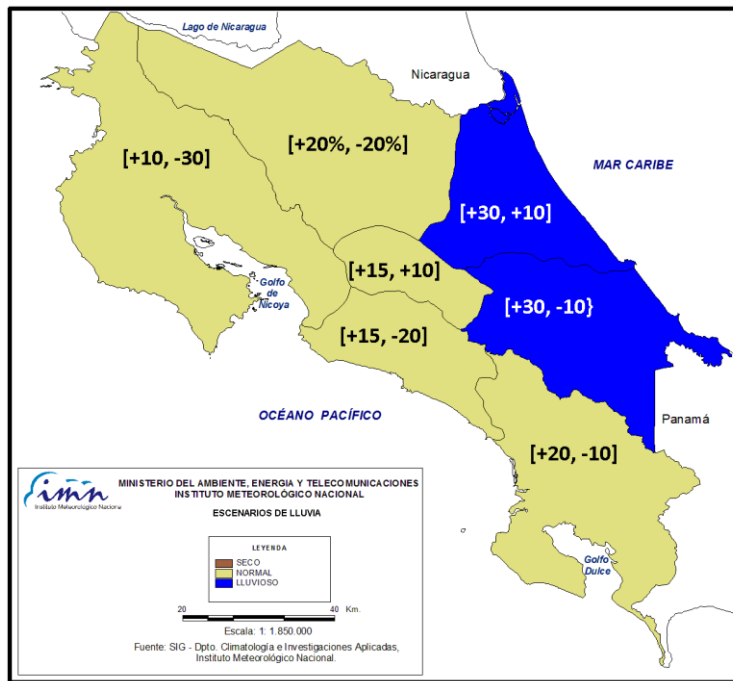 Lago de Nicaragua
Nicaragua
[+20%, -20%]
[+10, -30]
MAR CARIBE
[+30, +10]
[+15, +10]
Golfo
de
Nicoya
[+30, -10}
[+15, -20]
OCÉANO PACÍFICO
Panamá
[+20, -10]
Golfo
Dulce
imn
Instituto Meteorológico Nacional
MINISTERIO DEL AMBIENTE, ENERGIA Y TELECOMUNICACIONES
INSTITUTO METEOROLÓGICO NACIONAL
ESCENARIOS DE LLUVIA
LEYENDA
SECO
NORMAL
LLUVIOSO
20 0 40 Km.
Escala: 1: 1.850.000
Fuente: SIG - Dpto. Climatología e Investigaciones Aplicadas,
Instituto Meteorológico Nacional.